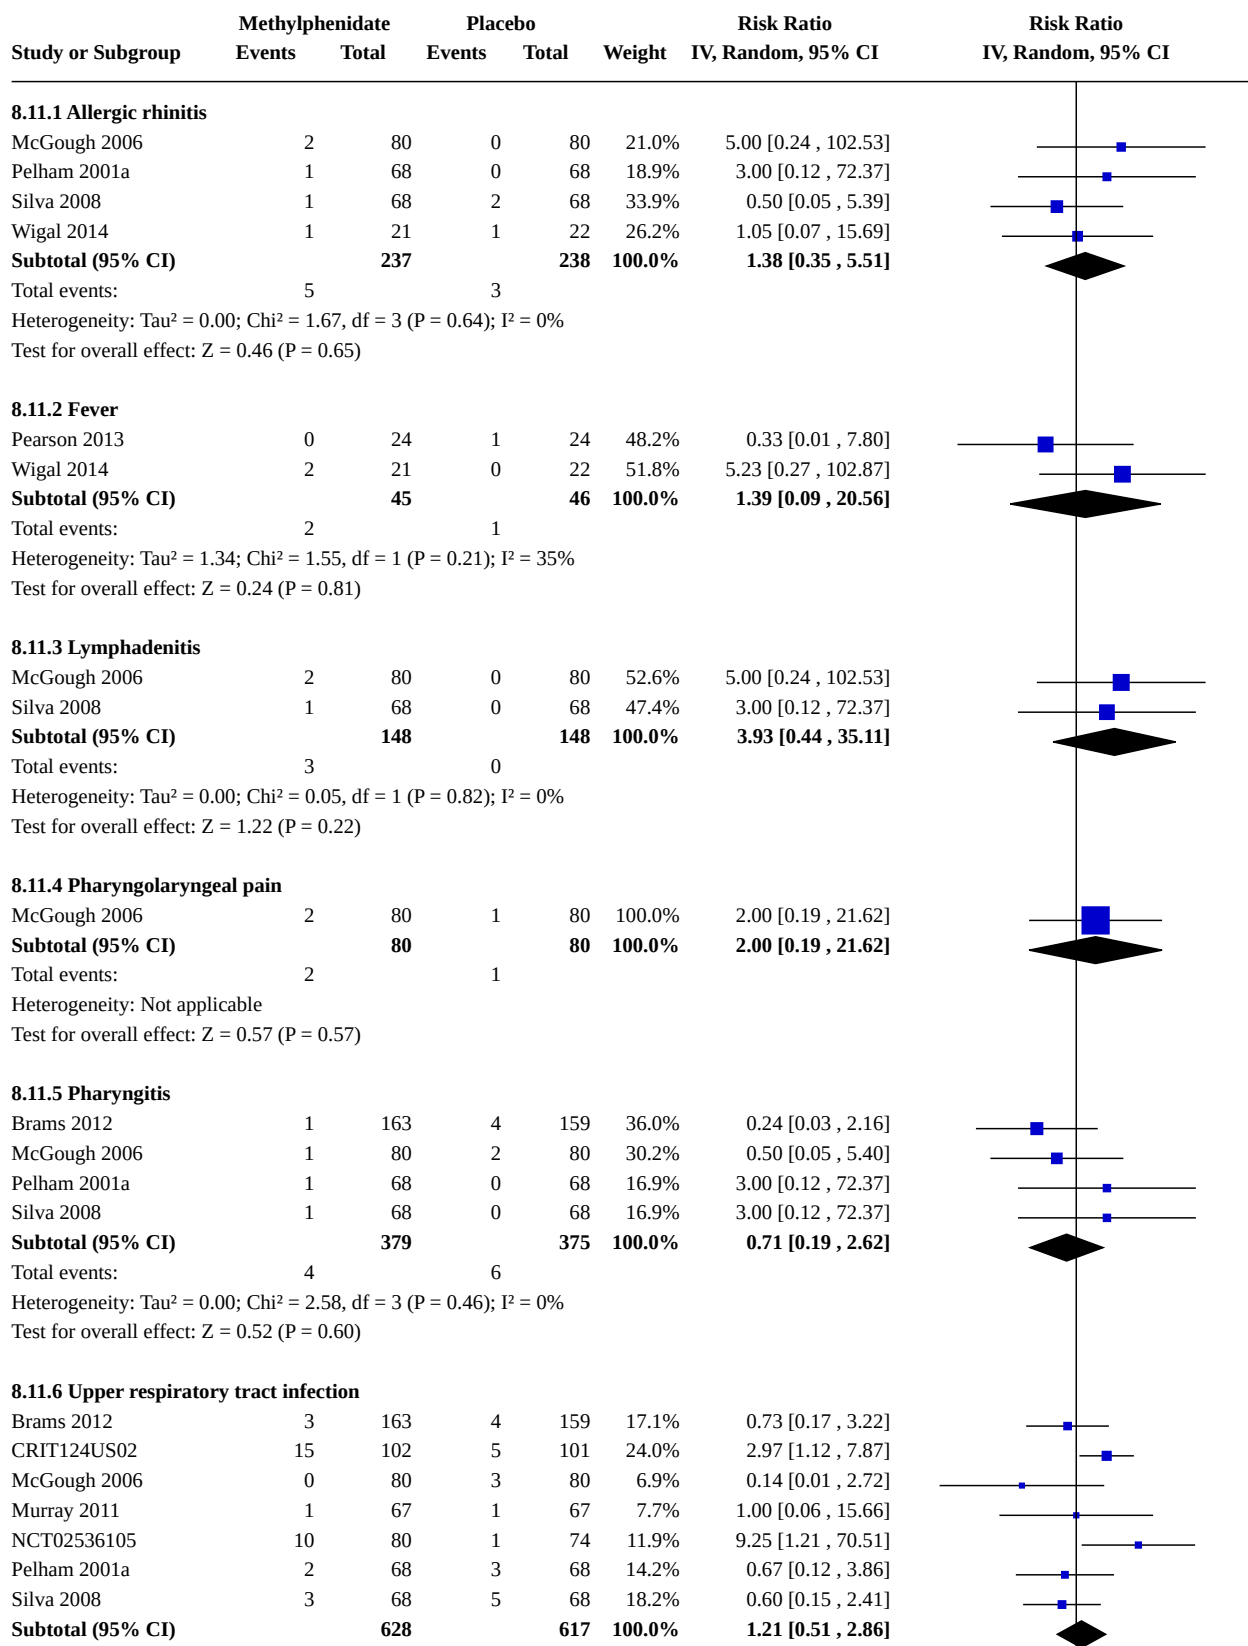 Methylphenidate Placebo Risk Ratio Risk Ratio
Study or Subgroup Events Total Events Total Weight IV, Random, 95% CI IV, Random, 95% CI
8.11.1 Allergic rhinitis
McGough 2006 2 80 0 80 21.0% 5.00 [0.24 , 102.53]
Pelham 2001a 1 68 0 68 18.9% 3.00 [0.12 , 72.37]
Silva 2008 1 68 2 68 33.9% 0.50 [0.05 , 5.39]
Wigal 2014 1 21 1 22 26.2% 1.05 [0.07 , 15.69]
Subtotal (95% CI) 237 238 100.0% 1.38 [0.35 , 5.51]
Total events: 5 3
Heterogeneity: Tau² = 0.00; Chi² = 1.67, df = 3 (P = 0.64); I² = 0%
Test for overall effect: Z = 0.46 (P = 0.65)
8.11.2 Fever
Pearson 2013 0 24 1 24 48.2% 0.33 [0.01 , 7.80]
Wigal 2014 2 21 0 22 51.8% 5.23 [0.27 , 102.87]
Subtotal (95% CI) 45 46 100.0% 1.39 [0.09 , 20.56]
Total events: 2 1
Heterogeneity: Tau² = 1.34; Chi² = 1.55, df = 1 (P = 0.21); I² = 35%
Test for overall effect: Z = 0.24 (P = 0.81)
8.11.3 Lymphadenitis
McGough 2006 2 80 0 80 52.6% 5.00 [0.24 , 102.53]
Silva 2008 1 68 0 68 47.4% 3.00 [0.12 , 72.37]
Subtotal (95% CI) 148 148 100.0% 3.93 [0.44 , 35.11]
Total events: 3 0
Heterogeneity: Tau² = 0.00; Chi² = 0.05, df = 1 (P = 0.82); I² = 0%
Test for overall effect: Z = 1.22 (P = 0.22)
8.11.4 Pharyngolaryngeal pain
McGough 2006 2 80 1 80 100.0% 2.00 [0.19 , 21.62]
Subtotal (95% CI) 80 80 100.0% 2.00 [0.19 , 21.62]
Total events: 2 1
Heterogeneity: Not applicable
Test for overall effect: Z = 0.57 (P = 0.57)
8.11.5 Pharyngitis
Brams 2012 1 163 4 159 36.0% 0.24 [0.03 , 2.16]
McGough 2006 1 80 2 80 30.2% 0.50 [0.05 , 5.40]
Pelham 2001a 1 68 0 68 16.9% 3.00 [0.12 , 72.37]
Silva 2008 1 68 0 68 16.9% 3.00 [0.12 , 72.37]
Subtotal (95% CI) 379 375 100.0% 0.71 [0.19 , 2.62]
Total events: 4 6
Heterogeneity: Tau² = 0.00; Chi² = 2.58, df = 3 (P = 0.46); I² = 0%
Test for overall effect: Z = 0.52 (P = 0.60)
8.11.6 Upper respiratory tract infection
Brams 2012 3 163 4 159 17.1% 0.73 [0.17 , 3.22]
CRIT124US02 15 102 5 101 24.0% 2.97 [1.12 , 7.87]
McGough 2006 0 80 3 80 6.9% 0.14 [0.01 , 2.72]
Murray 2011 1 67 1 67 7.7% 1.00 [0.06 , 15.66]
NCT02536105 10 80 1 74 11.9% 9.25 [1.21 , 70.51]
Pelham 2001a 2 68 3 68 14.2% 0.67 [0.12 , 3.86]
Silva 2008 3 68 5 68 18.2% 0.60 [0.15 , 2.41]
Subtotal (95% CI) 628 617 100.0% 1.21 [0.51 , 2.86]